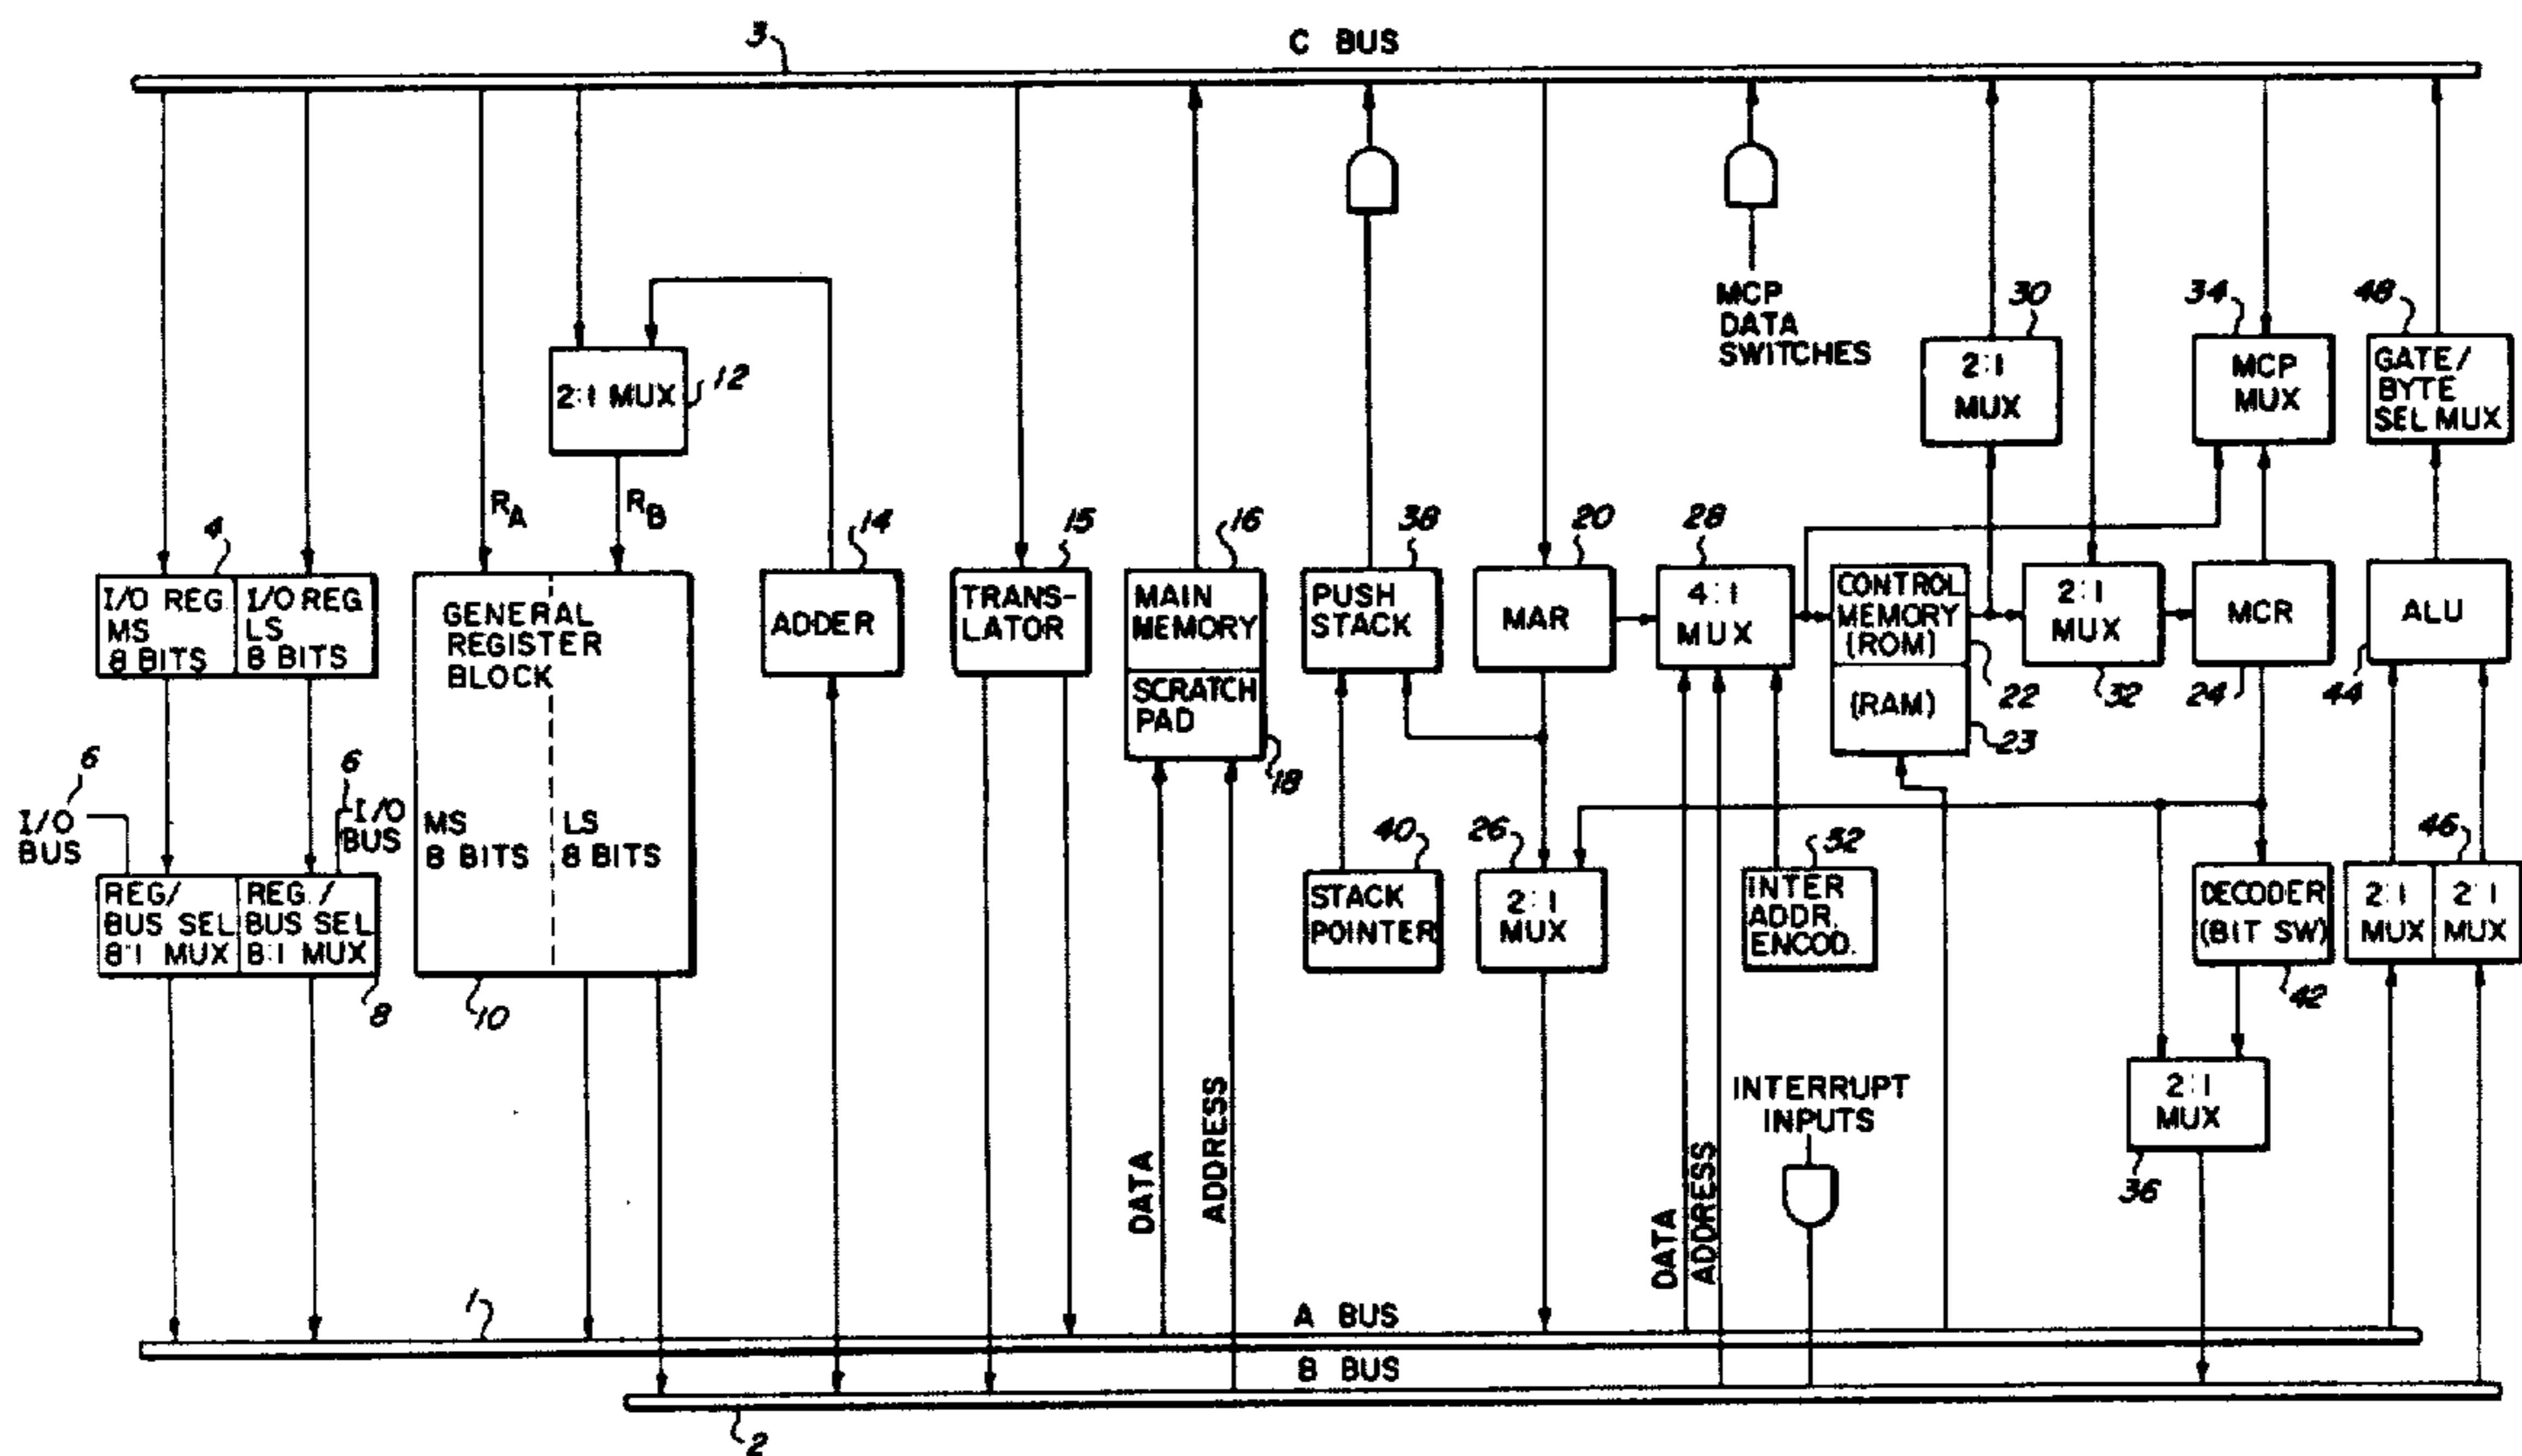 3
C BUS
MCP
DATA
SWITCHES
30
34
48
2:1 MUX
12
2:1
MUX
MCP
MUX
GATE/
BYTE
SEL MUX
RA
RB
4
14
15
16
38
20
28
I/O REG.
MS
8 BITS
I/O REG
LS
8 BITS
GENERAL
REGISTER
BLOCK
MS
8 BITS
LS
8 BITS
10
ADDER
TRANS-
LATOR
MAIN
MEMORY
SCRATCH
PAD
18
PUSH
STACK
MAR
4:1
MUX
CONTROL
MEMORY
(ROM)
22
(RAM)
23
2:1
MUX
32
MCR
24
ALU
44
6
I/O
BUS
6
I/O
BUS
REG/
BUS SEL
8:1 MUX
REG./
BUS SEL
8:1 MUX
8
40
STACK
POINTER
26
2:1
MUX
52
INTER
ADDR.
ENCOD.
DECODER
(BIT SW)
42
46
2:1
MUX
2:1
MUX
2:1
MUX
36
INTERRUPT
INPUTS
DATA
ADDRESS
DATA
ADDRESS
1
A BUS
B BUS
2